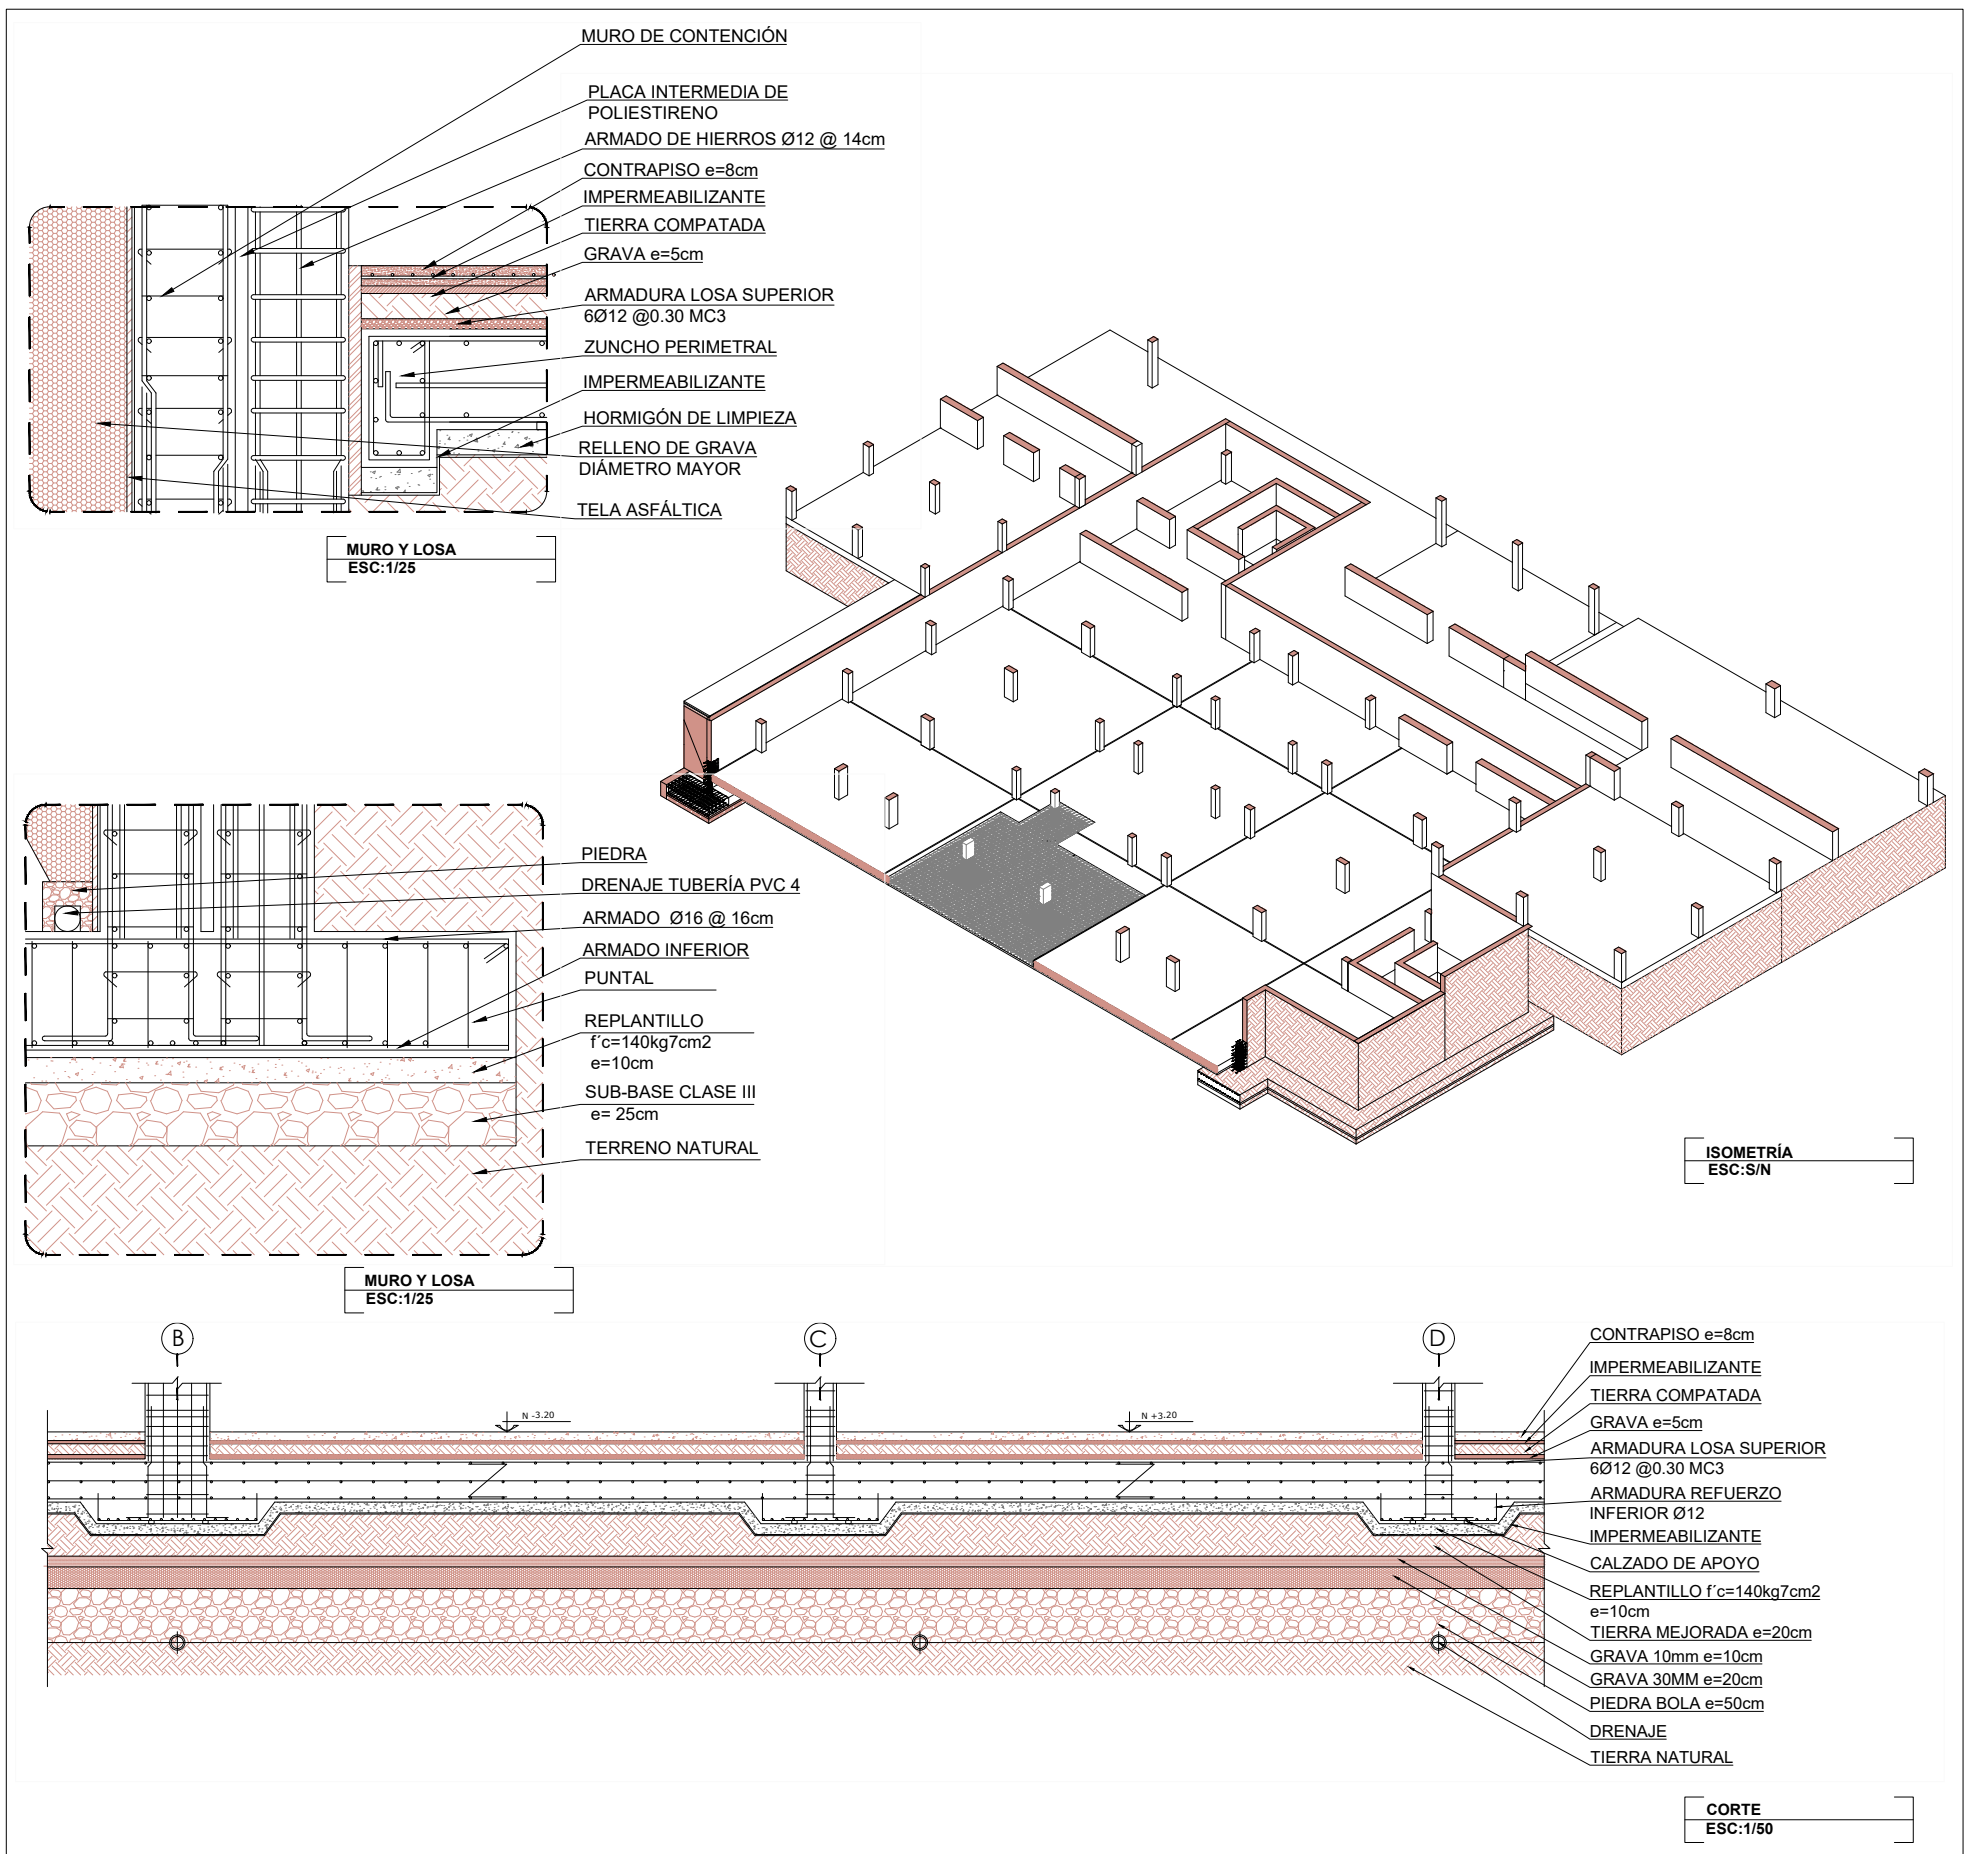 MURO DE CONTENCIÓN
PLACA INTERMEDIA DE
POLIESTIRENO
ARMADO DE HIERROS Ø12 @ 14cm
CONTRAPISO e=8cm
IMPERMEABILIZANTE
TIERRA COMPATADA
GRAVA e=5cm
ARMADURA LOSA SUPERIOR
6Ø12 @0.30 MC3
ZUNCHO PERIMETRAL
IMPERMEABILIZANTE
HORMIGÓN DE LIMPIEZA
RELLENO DE GRAVA
DIÁMETRO MAYOR
TELA ASFÁLTICA
MURO Y LOSA
ESC:1/25
PIEDRA
DRENAJE TUBERÍA PVC 4
ARMADO Ø16 @ 16cm
ARMADO INFERIOR
PUNTAL
REPLANTILLO
f´c=140kg7cm2
e=10cm
SUB-BASE CLASE III
e= 25cm
TERRENO NATURAL
MURO Y LOSA
ESC:1/25
ISOMETRÍA
ESC:S/N
B
C
D
N -3.20
N +3.20
CONTRAPISO e=8cm
IMPERMEABILIZANTE
TIERRA COMPATADA
GRAVA e=5cm
ARMADURA LOSA SUPERIOR
6Ø12 @0.30 MC3
ARMADURA REFUERZO
INFERIOR Ø12
IMPERMEABILIZANTE
CALZADO DE APOYO
REPLANTILLO f´c=140kg7cm2
e=10cm
TIERRA MEJORADA e=20cm
GRAVA 10mm e=10cm
GRAVA 30MM e=20cm
PIEDRA BOLA e=50cm
DRENAJE
TIERRA NATURAL
CORTE
ESC:1/50